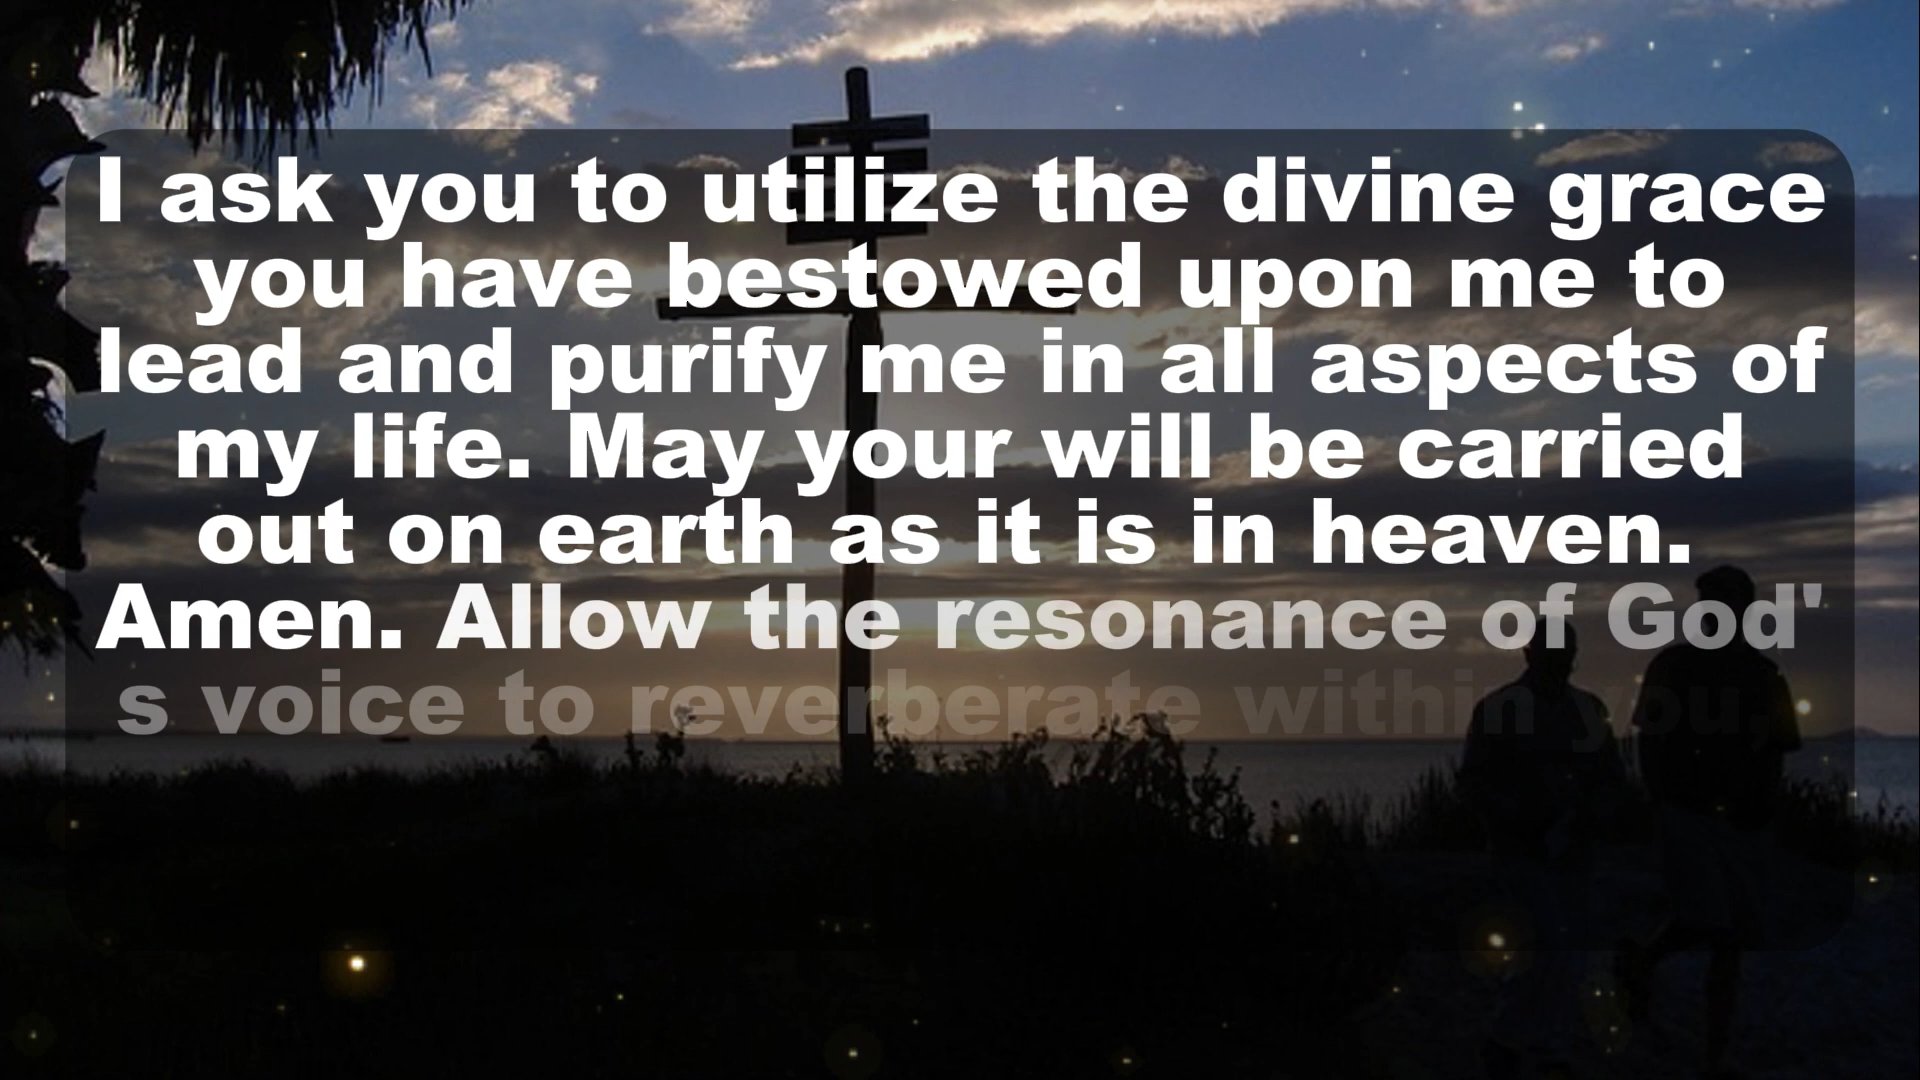 I ask you to utilize the divine grace
you have bestowed upon me to
lead and purify me in all aspects of
my life. May your will be carried
out on earth as it is in heaven.
Amen. Allow the resonance of God'
s voice to reverberate within you,